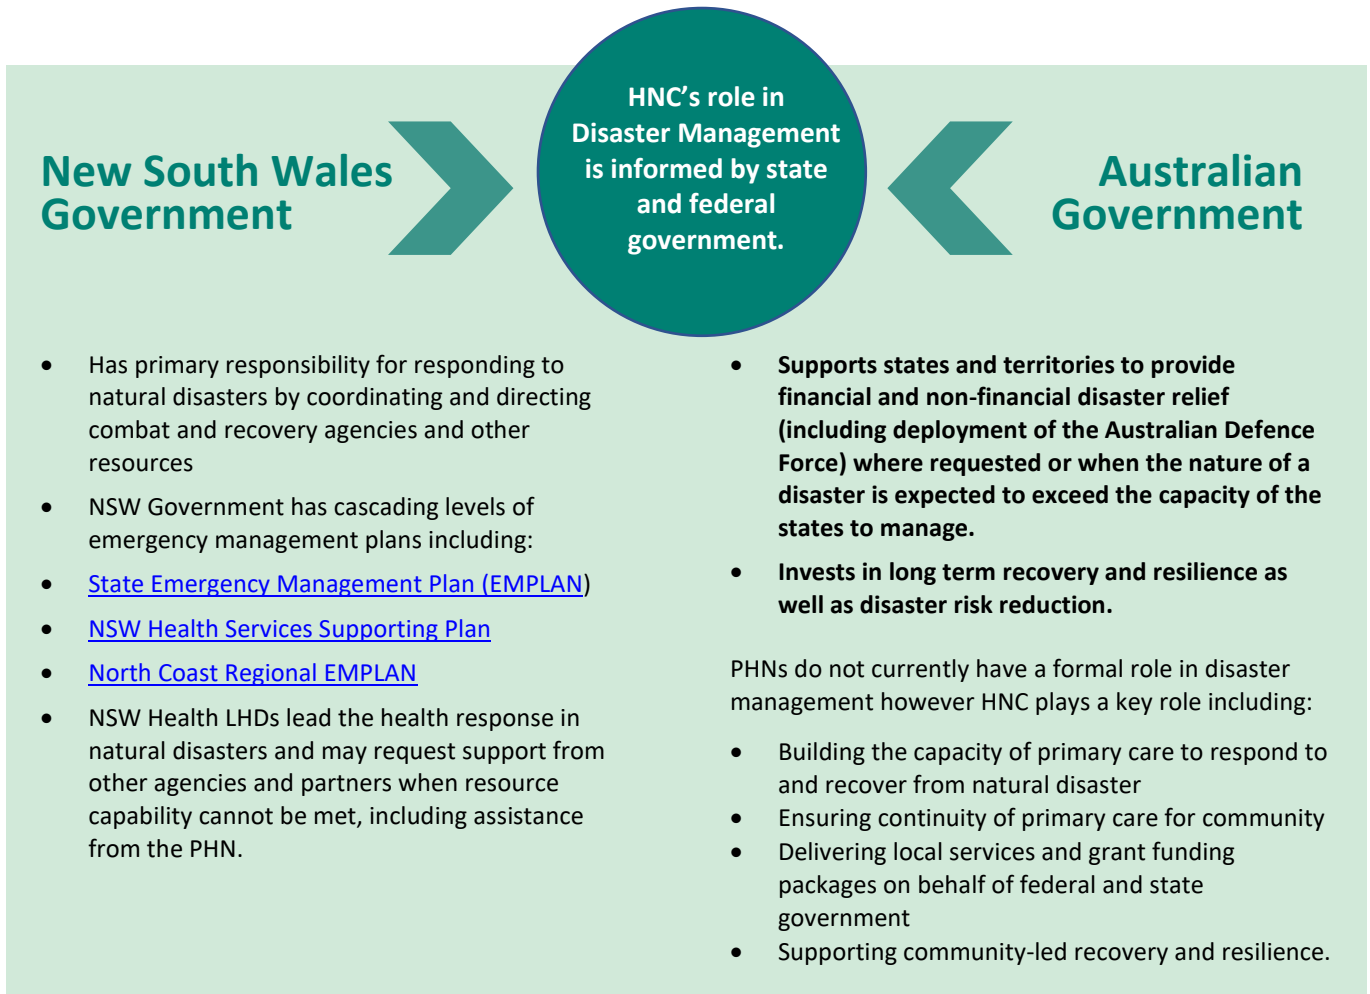 HNC’s role in
Disaster Management
is informed by state
and federal
government.
New South Wales
Government
Australian
Government
• Has primary responsibility for responding to
natural disasters by coordinating and directing
combat and recovery agencies and other
resources
• NSW Government has cascading levels of
emergency management plans including:
• State Emergency Management Plan (EMPLAN)
• NSW Health Services Supporting Plan
• North Coast Regional EMPLAN
• NSW Health LHDs lead the health response in
natural disasters and may request support from
other agencies and partners when resource
capability cannot be met, including assistance
from the PHN.
• Supports states and territories to provide
financial and non-financial disaster relief
(including deployment of the Australian Defence
Force) where requested or when the nature of a
disaster is expected to exceed the capacity of the
states to manage.
• Invests in long term recovery and resilience as
well as disaster risk reduction.
PHNs do not currently have a formal role in disaster
management however HNC plays a key role including:
• Building the capacity of primary care to respond to
and recover from natural disaster
• Ensuring continuity of primary care for community
• Delivering local services and grant funding
packages on behalf of federal and state
government
• Supporting community-led recovery and resilience.